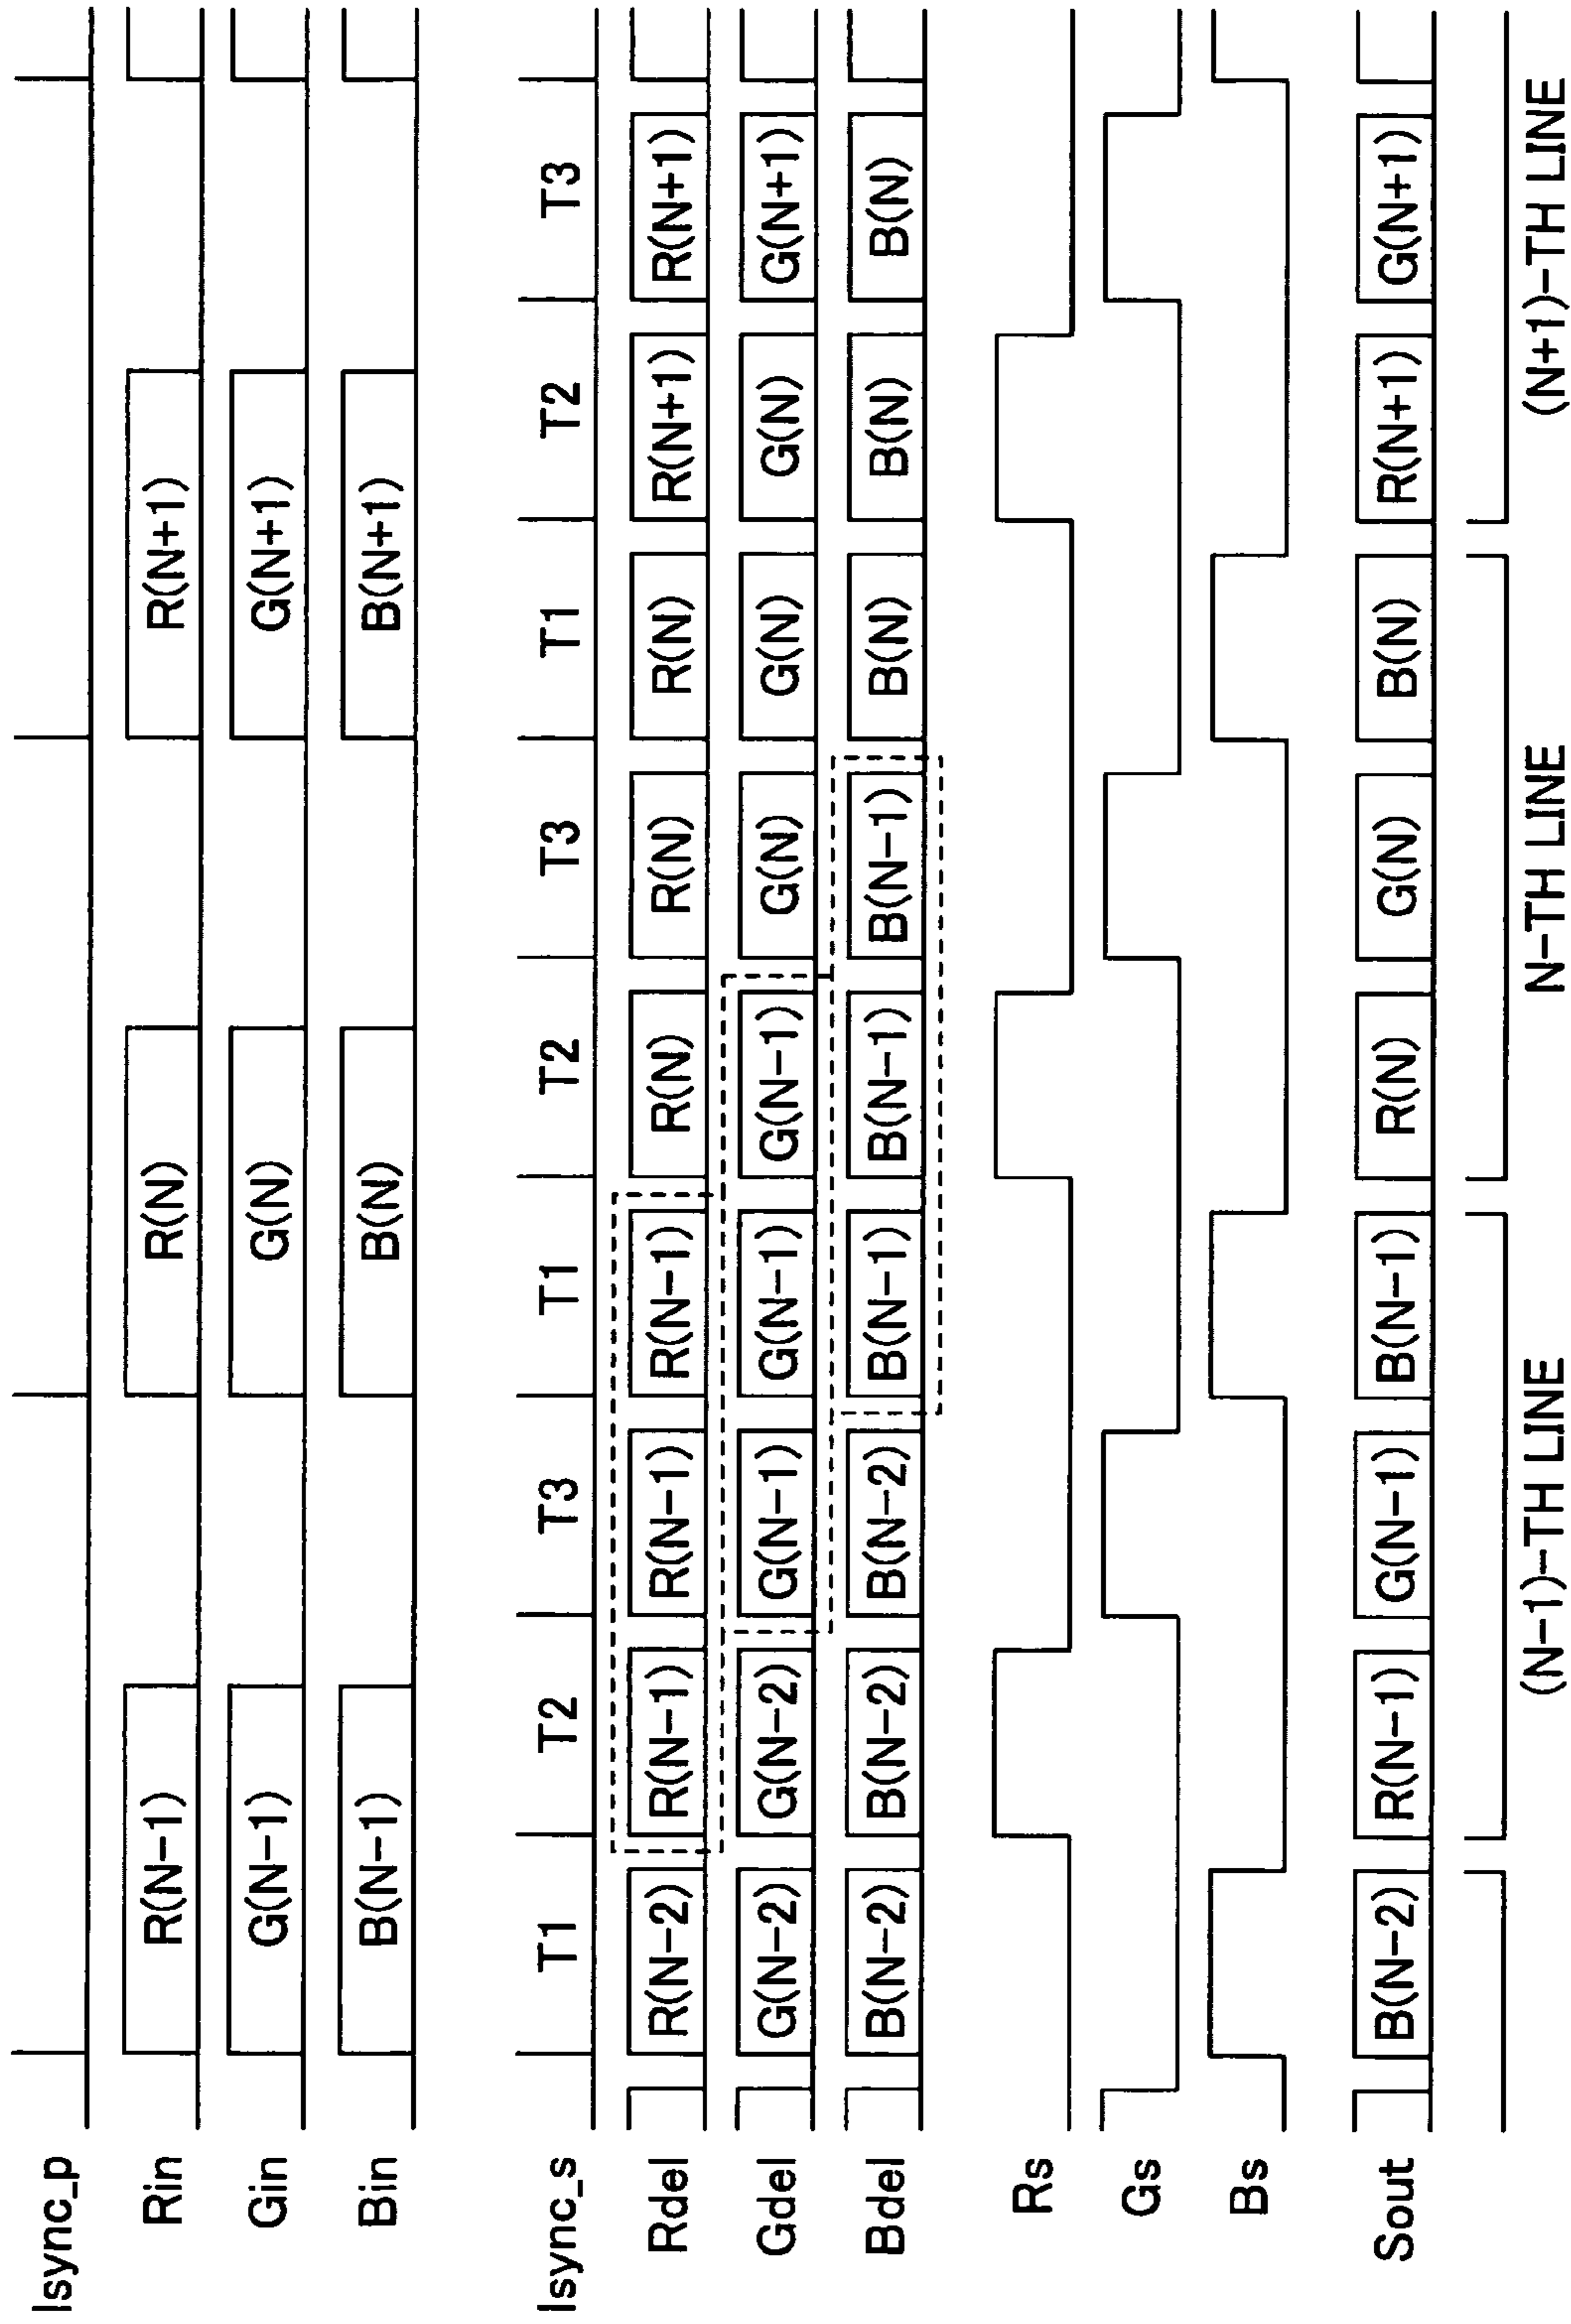 lsync_p
Rin R(N−1) R(N) R(N+1)
Gin G(N−1) G(N) G(N+1)
Bin B(N−1) B(N) B(N+1)
lsync_s T1 T2 T3 T1 T2 T3 T1 T2 T3
Rdel R(N−2) R(N−1) R(N−1) R(N−1) R(N) R(N) R(N) R(N+1) R(N+1)
Gdel G(N−2) G(N−2) G(N−1) G(N−1) G(N−1) G(N) G(N) G(N) G(N+1)
Bdel B(N−2) B(N−2) B(N−2) B(N−1) B(N−1) B(N−1) B(N) B(N) B(N)
Rs
Gs
Bs
Sout B(N−2) R(N−1) G(N−1) B(N−1) R(N) G(N) B(N) R(N+1) G(N+1)
(N−1)−TH LINE N−TH LINE (N+1)−TH LINE